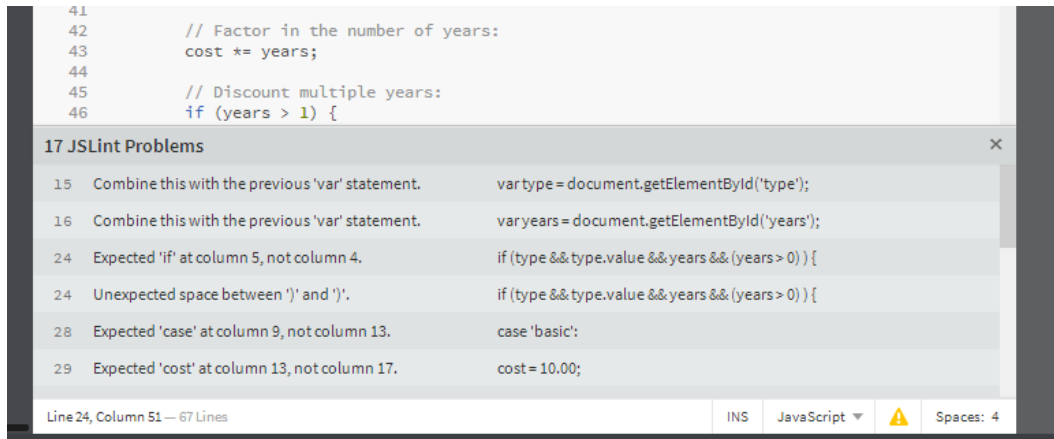 41
42 // Factor in the number of years:
43 cost *= years;
44
45 // Discount multiple years:
46 if (years > 1) {
17 JSLint Problems ×
15 Combine this with the previous 'var' statement. var type = document.getElementById('type');
16 Combine this with the previous 'var' statement. var years = document.getElementById('years');
24 Expected 'if' at column 5, not column 4. if (type && type.value && years && (years > 0) ) {
24 Unexpected space between ')' and ')'. if (type && type.value && years && (years > 0) ) {
28 Expected 'case' at column 9, not column 13. case 'basic':
29 Expected 'cost' at column 13, not column 17. cost = 10.00;
Line 24, Column 51 — 67 Lines INS JavaScript Spaces: 4